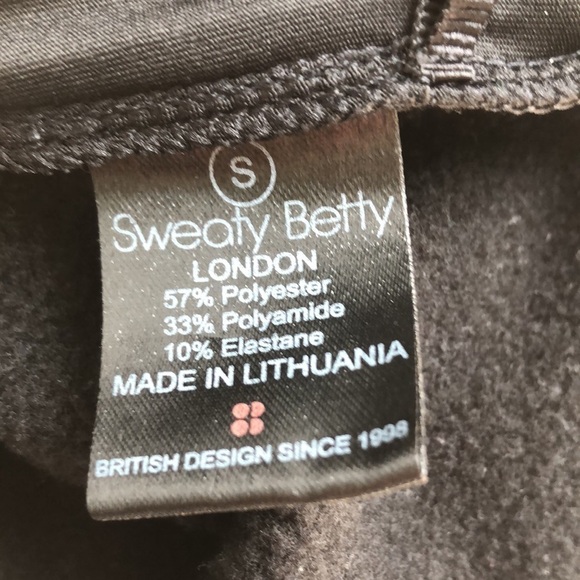 S
Sweaty Betty
LONDON
57% Polyester
33% Polyamide
10% Elastane
MADE IN LITHUANIA
BRITISH DESIGN SINCE 1998